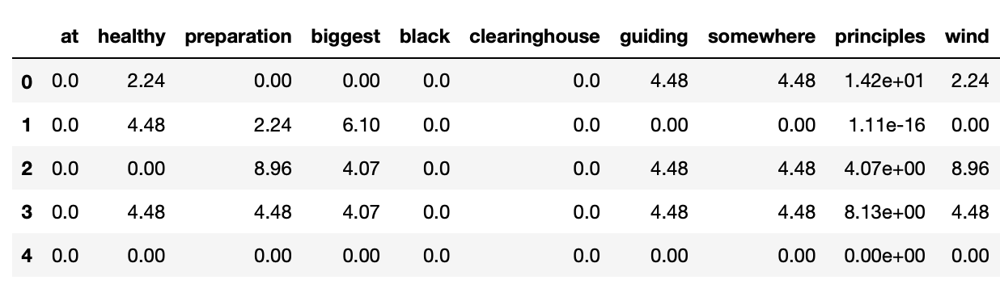 at healthy preparation biggest black clearinghouse guiding somewhere principles wind
0 0.0 2.24 0.00 0.00 0.0 0.0 4.48 4.48 1.42e+01 2.24
1 0.0 4.48 2.24 6.10 0.0 0.0 0.00 0.00 1.11e-16 0.00
2 0.0 0.00 8.96 4.07 0.0 0.0 4.48 4.48 4.07e+00 8.96
3 0.0 4.48 4.48 4.07 0.0 0.0 4.48 4.48 8.13e+00 4.48
4 0.0 0.00 0.00 0.00 0.0 0.0 0.00 0.00 0.00e+00 0.00